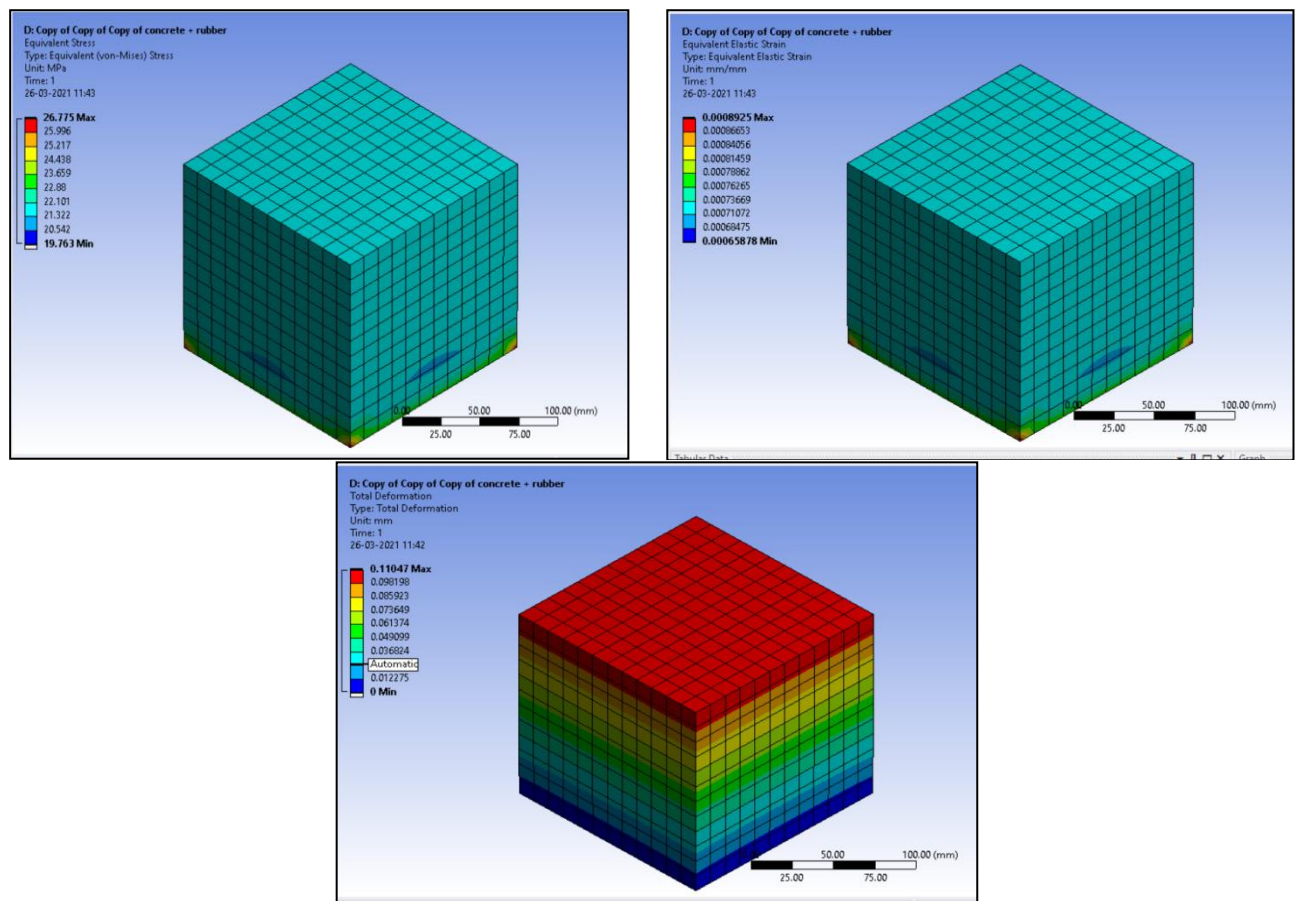 D: Copy of Copy of Copy of concrete + rubber
Equivalent Stress
Type: Equivalent (von-Mises) Stress
Unit: MPa
Time: 1
26-03-2021 11:43
26.775 Max
25.996
25.217
24.438
23.659
22.88
22.101
21.322
20.542
19.763 Min
0.00 50.00 100.00 (mm)
25.00 75.00
D: Copy of Copy of Copy of concrete + rubber
Equivalent Elastic Strain
Type: Equivalent Elastic Strain
Unit: mm/mm
Time: 1
26-03-2021 11:43
0.0008925 Max
0.00086653
0.00084056
0.00081459
0.00078862
0.00076265
0.00073669
0.00071072
0.00068475
0.00065878 Min
0.00 50.00 100.00 (mm)
25.00 75.00
Tabular Data Graph
D: Copy of Copy of Copy of concrete + rubber
Total Deformation
Type: Total Deformation
Unit: mm
Time: 1
26-03-2021 11:42
0.11047 Max
0.098198
0.085923
0.073649
0.061374
0.049099
0.036824
Automatic
0.012275
0 Min
50.00 100.00 (mm)
25.00 75.00